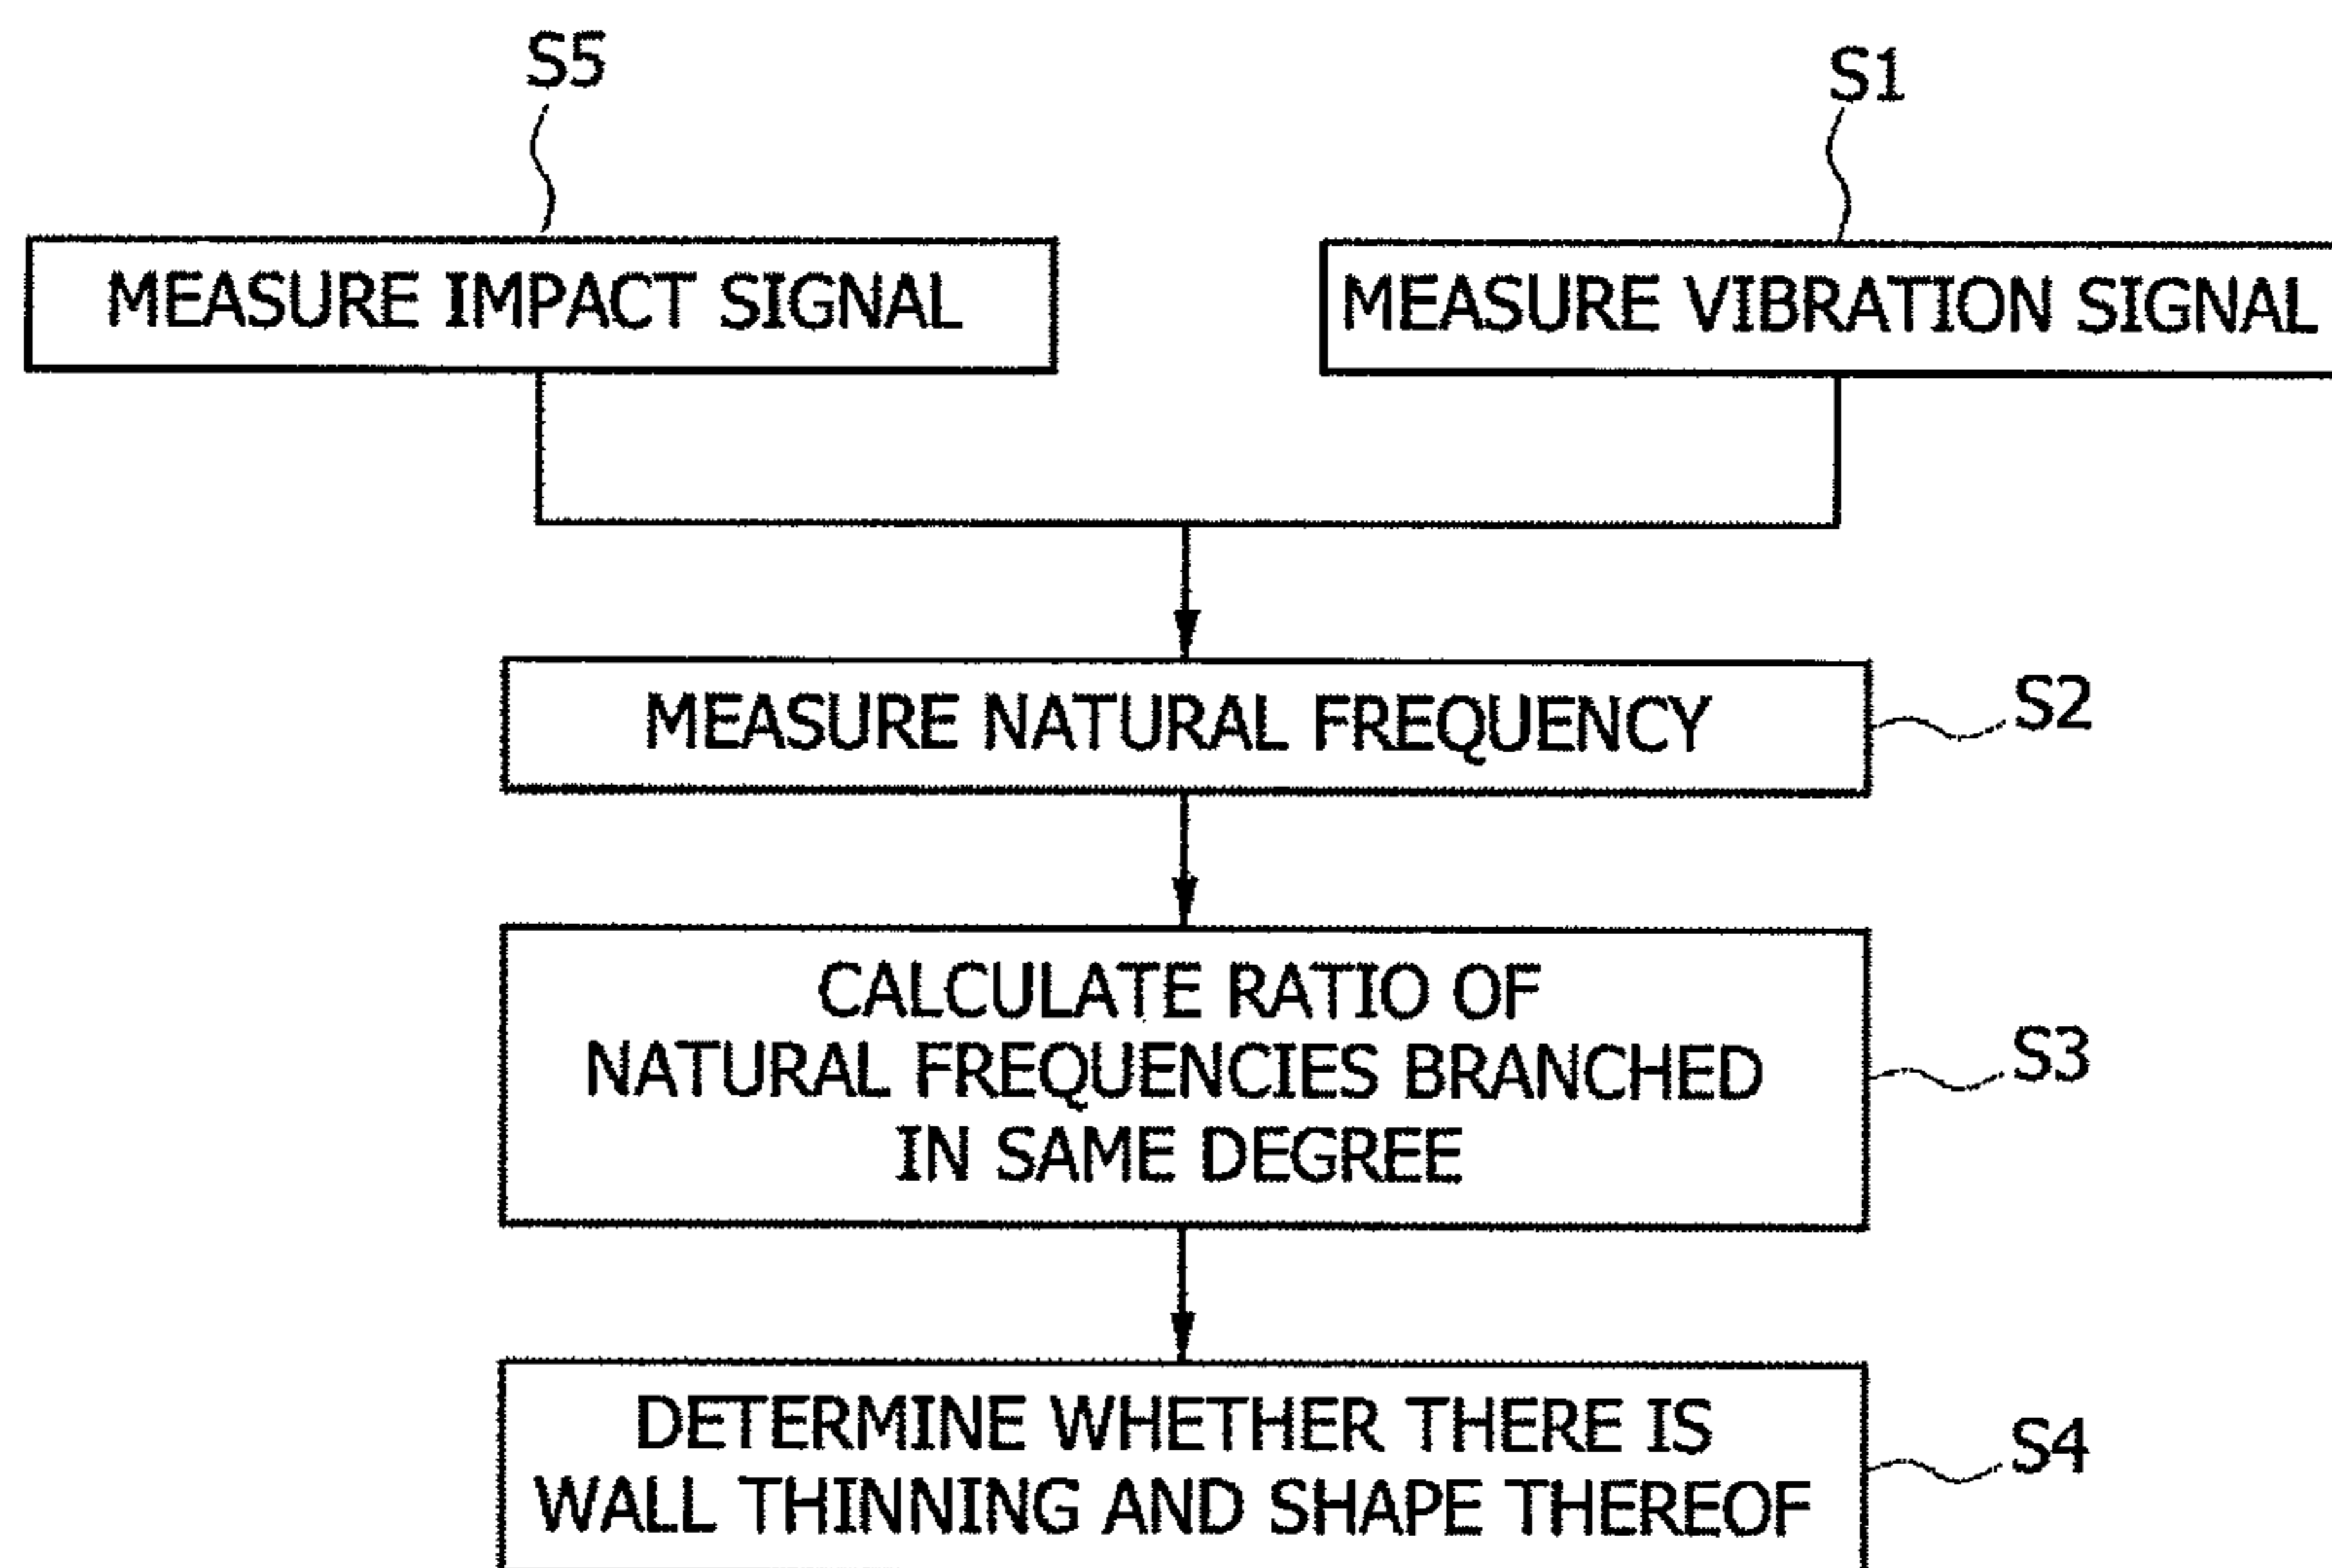 S5
S1
MEASURE IMPACT SIGNAL
MEASURE VIBRATION SIGNAL
MEASURE NATURAL FREQUENCY
S2
CALCULATE RATIO OF
NATURAL FREQUENCIES BRANCHED
IN SAME DEGREE
S3
DETERMINE WHETHER THERE IS
WALL THINNING AND SHAPE THEREOF
S4